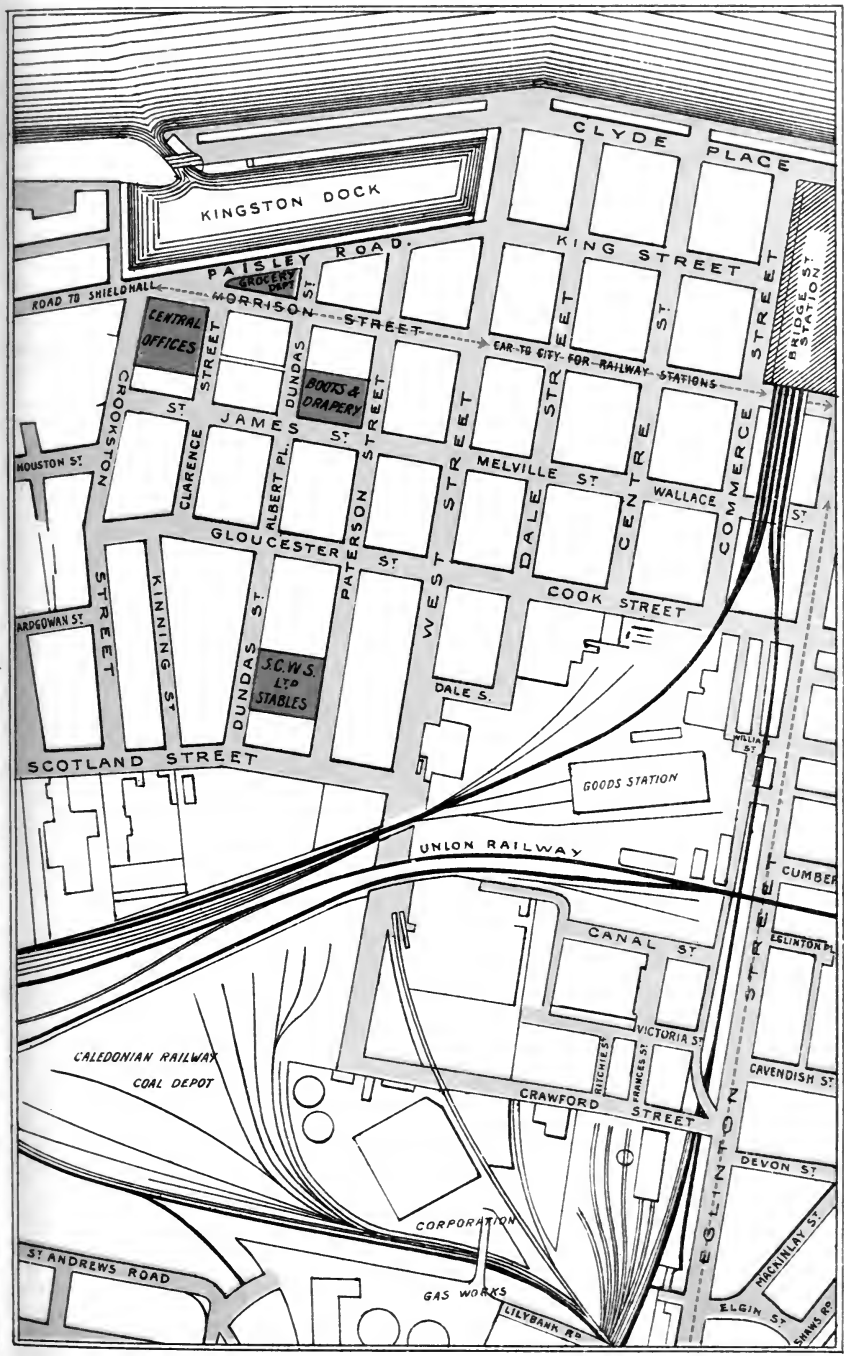 CLYDE PLACE
KINGSTON DOCK
KING STREET
PAISLEY ROAD.
GROCERY
DEPT
BRIDGE ST
STATION
ROAD TO SHIELDHALL
MORRISON STREET
CAR TO CITY FOR RAILWAY STATIONS
CENTRAL
OFFICES
DUNDAS ST
BOOTS &
DRAPERY
CROOKSTON STREET
CLARENCE STREET
ST JAMES ST
ALBERT PL.
PATERSON STREET
WEST STREET
DALE STREET
CENTRE ST
COMMERCE STREET
HOUSTON ST
MELVILLE ST
WALLACE ST
GLOUCESTER ST
COOK STREET
ARDGOWAN ST
KINNING ST
DUNDAS ST
S.C.W.S.
LTD
STABLES
DALE S.
WILLIAM ST
SCOTLAND STREET
GOODS STATION
UNION RAILWAY
CUMBER
CANAL ST
EGLINTON PL
EGLINTON STREET
VICTORIA ST
RITCHIE ST
FRANCES ST
CALEDONIAN RAILWAY
COAL DEPOT
CAVENDISH ST
CRAWFORD STREET
DEVON ST
CORPORATION
GAS WORKS
MACKINLAY ST
ST ANDREWS ROAD
LILYBANK RD
ELGIN ST
SHAWS RD